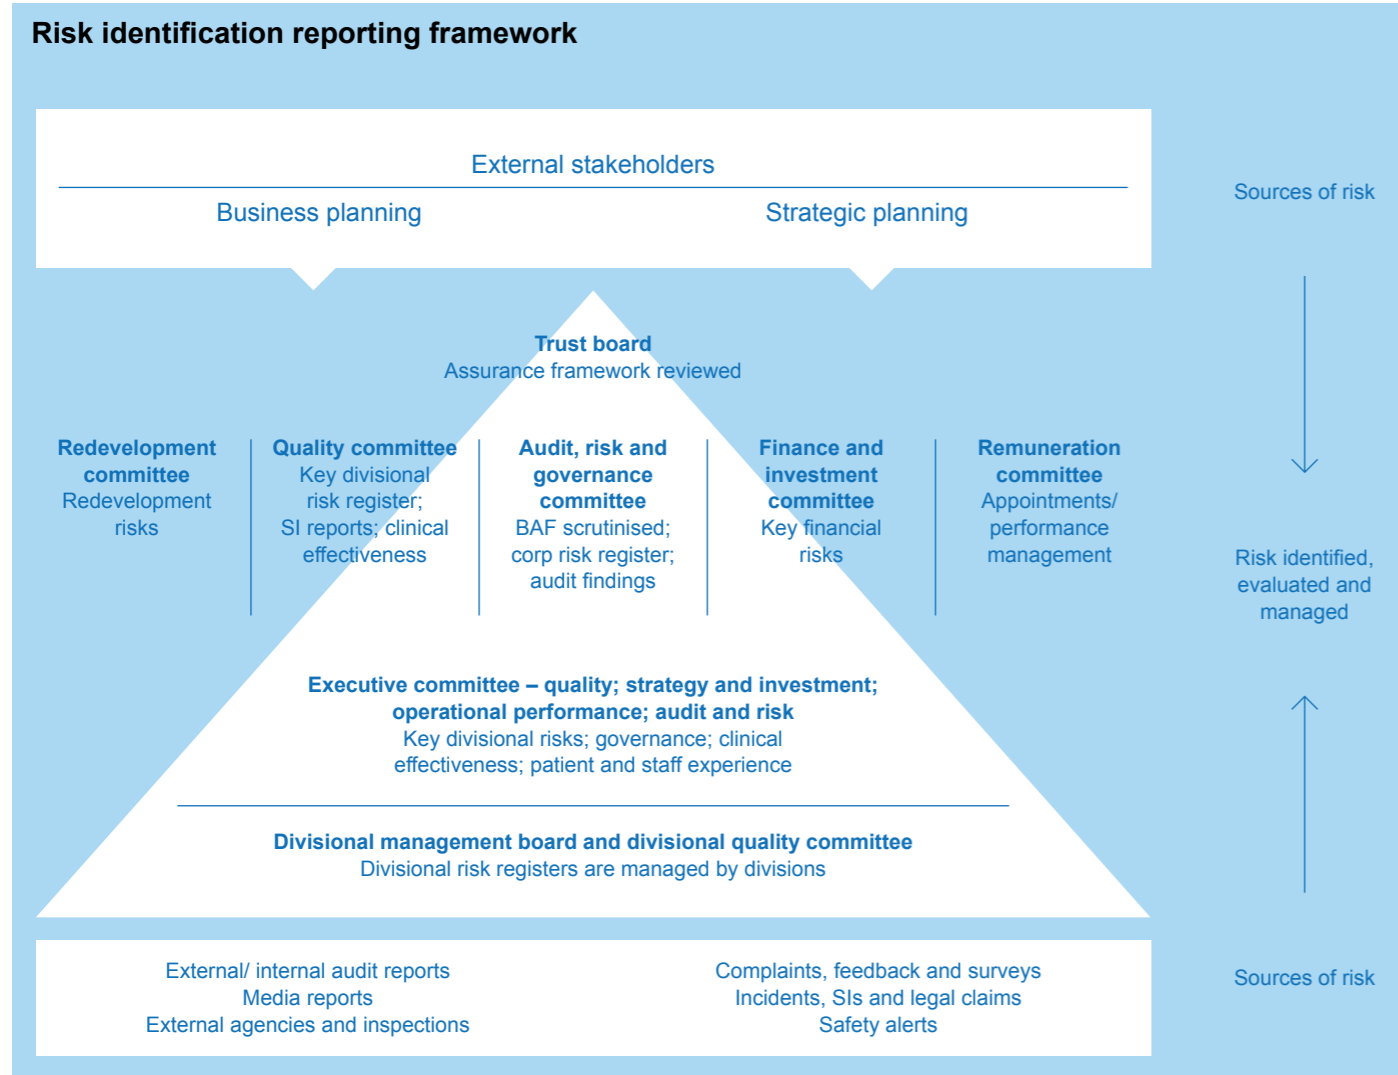 Risk identification reporting framework
External stakeholders
Business planning
Strategic planning
Sources of risk
Trust board
Assurance framework reviewed
Redevelopment
committee
Redevelopment
risks
Quality committee
Key divisional
risk register;
SI reports; clinical
effectiveness
Audit, risk and
governance
committee
BAF scrutinised;
corp risk register;
audit findings
Finance and
investment
committee
Key financial
risks
Remuneration
committee
Appointments/
performance
management
Risk identified,
evaluated and
managed
Executive committee – quality; strategy and investment;
operational performance; audit and risk
Key divisional risks; governance; clinical
effectiveness; patient and staff experience
Divisional management board and divisional quality committee
Divisional risk registers are managed by divisions
External/ internal audit reports
Media reports
External agencies and inspections
Complaints, feedback and surveys
Incidents, SIs and legal claims
Safety alerts
Sources of risk